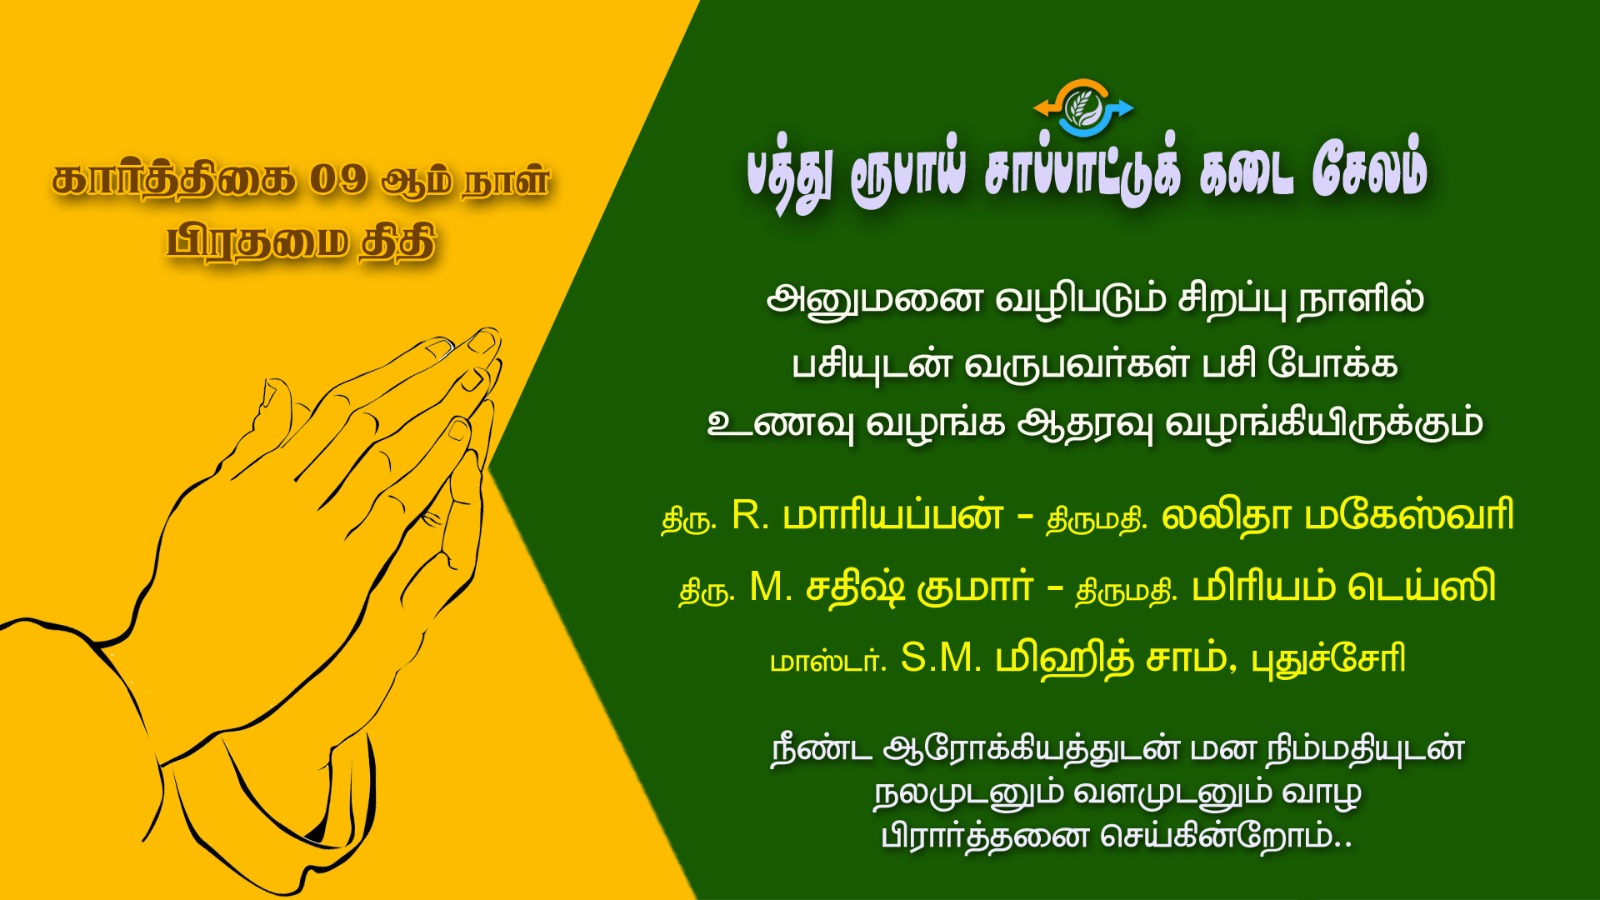 கார்த்திகை 09 ஆம் நாள்
பிரதமை திதி
பத்து ரூபாய் சாப்பாட்டுக் கடை சேலம்
அனுமனை வழிபடும் சிறப்பு நாளில்
பசியுடன் வருபவர்கள் பசி போக்க
உணவு வழங்க ஆதரவு வழங்கியிருக்கும்
திரு. R. மாரியப்பன் - திருமதி. லலிதா மகேஸ்வரி
திரு. M. சதிஷ் குமார் - திருமதி. மிரியம் டெய்ஸி
மாஸ்டர். S.M. மிஹித் சாம், புதுச்சேரி
நீண்ட ஆரோக்கியத்துடன் மன நிம்மதியுடன்
நலமுடனும் வளமுடனும் வாழ
பிரார்த்தனை செய்கின்றோம்..